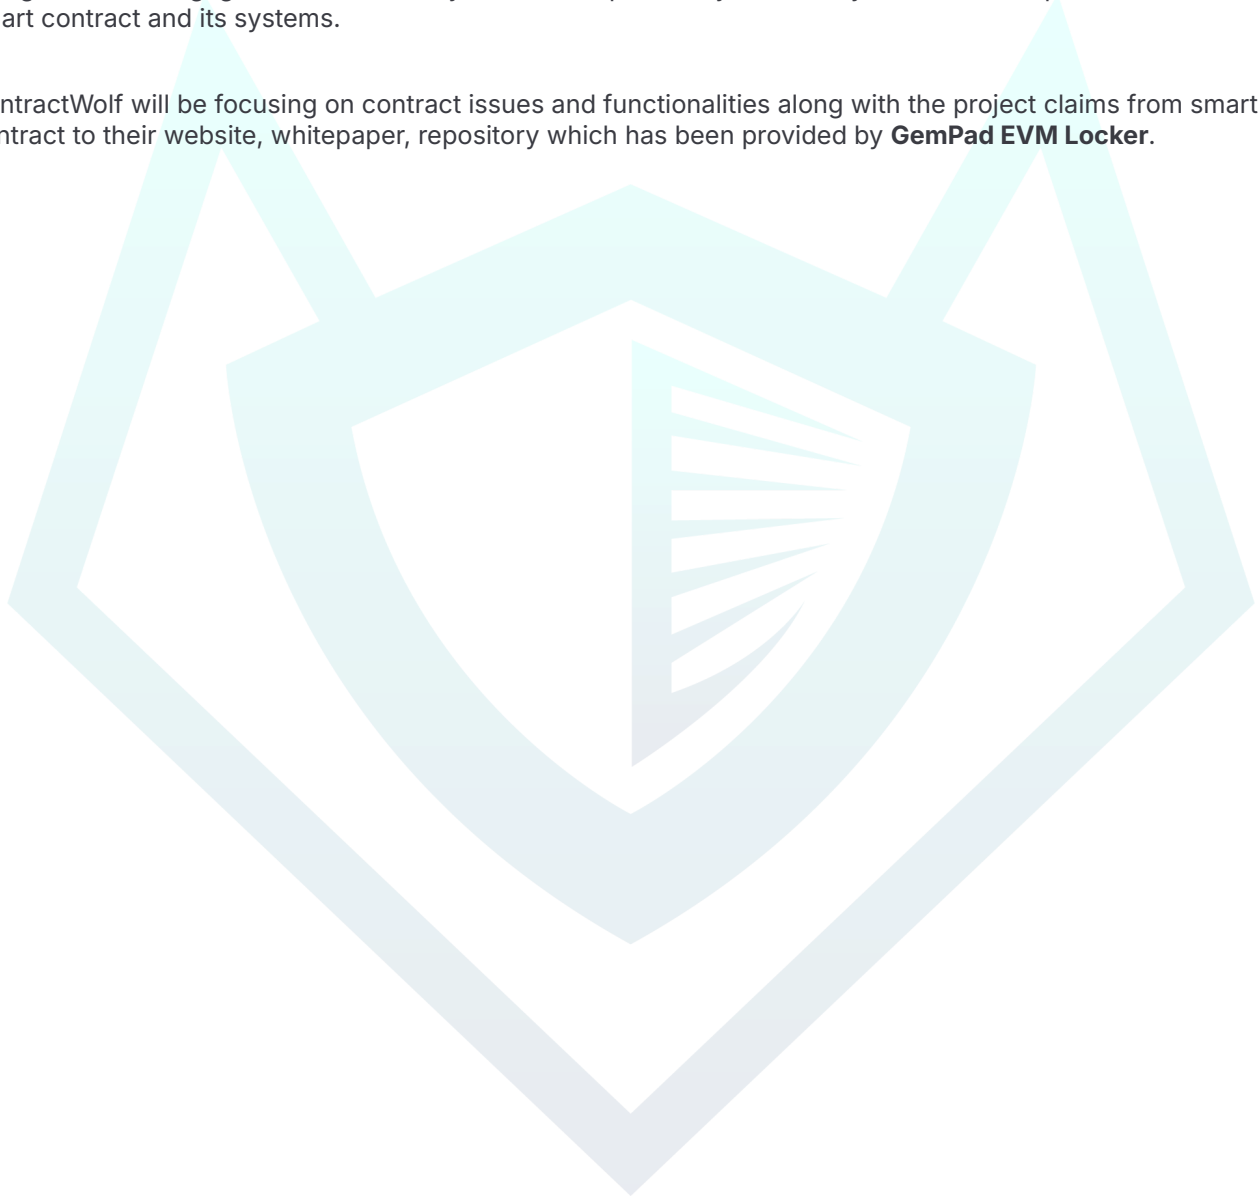 art contract and its systems.
ntractWolf will be focusing on contract issues and functionalities along with the project claims from smart
ntract to their website, whitepaper, repository which has been provided by GemPad EVM Locker.